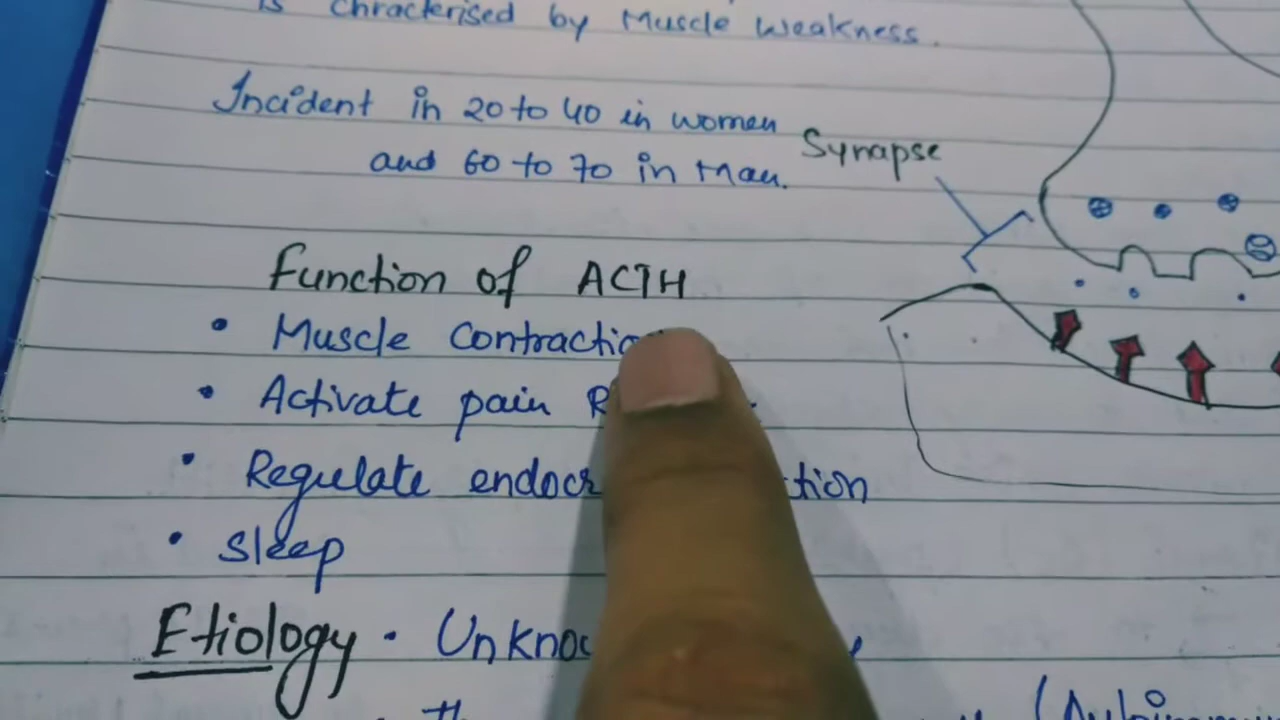 is chracterised by Muscle weakness.
Incident in 20 to 40 in women
and 60 to 70 in Man.
Synapse
Function of ACTH
• Muscle Contractio
• Activate pain R
• Regulate endocr tion
• Sleep
Etiology • Unkno